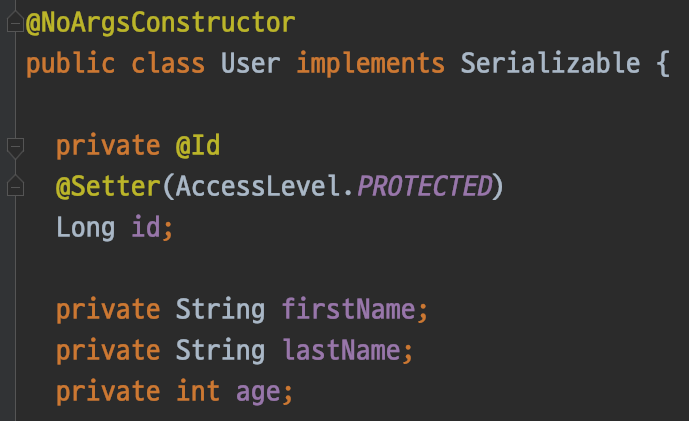 @NoArgsConstructor
public class User implements Serializable {
private @Id
@Setter(AccessLevel.PROTECTED)
Long id;
private String firstName;
private String lastName;
private int age;